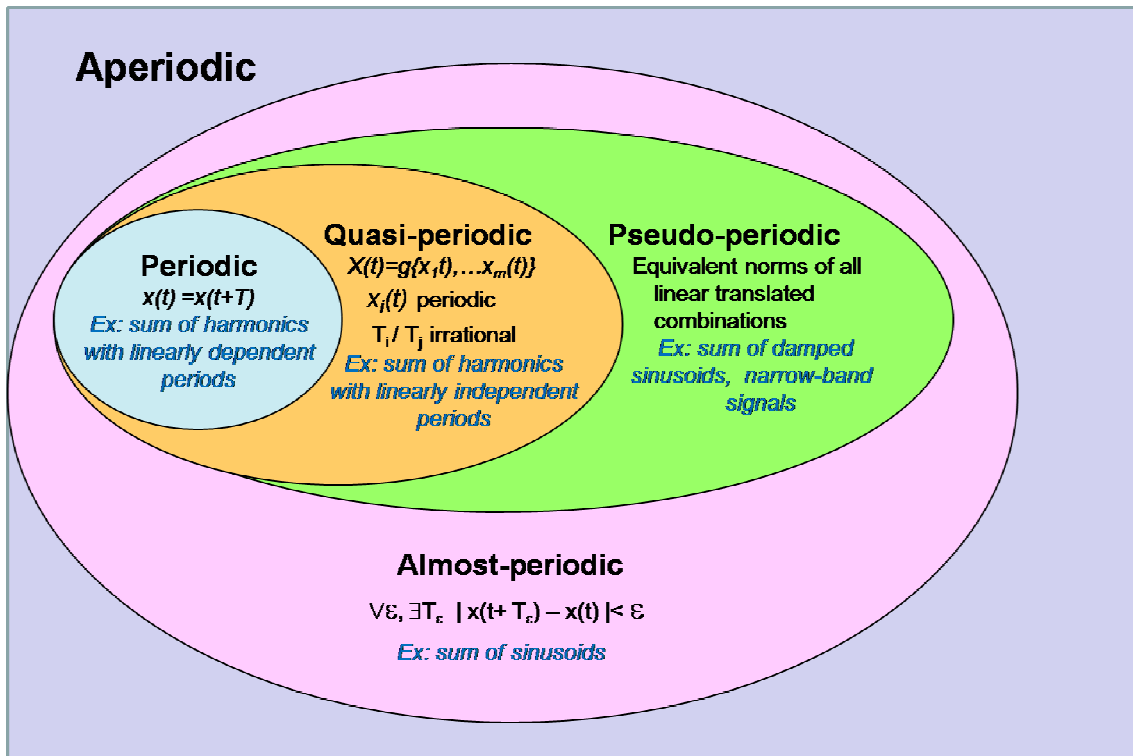 Aperiodic
Periodic
x(t) =x(t+T)
Ex: sum of harmonics
with linearly dependent
periods
Quasi-periodic
X(t)=g{x₁t),…xₘ(t)}
xᵢ(t) periodic
Tᵢ / Tⱼ irrational
Ex: sum of harmonics
with linearly independent
periods
Pseudo-periodic
Equivalent norms of all
linear translated
combinations
Ex: sum of damped
sinusoids, narrow-band
signals
Almost-periodic
∀ε, ∃Tε | x(t+ Tε) – x(t) |< ε
Ex: sum of sinusoids